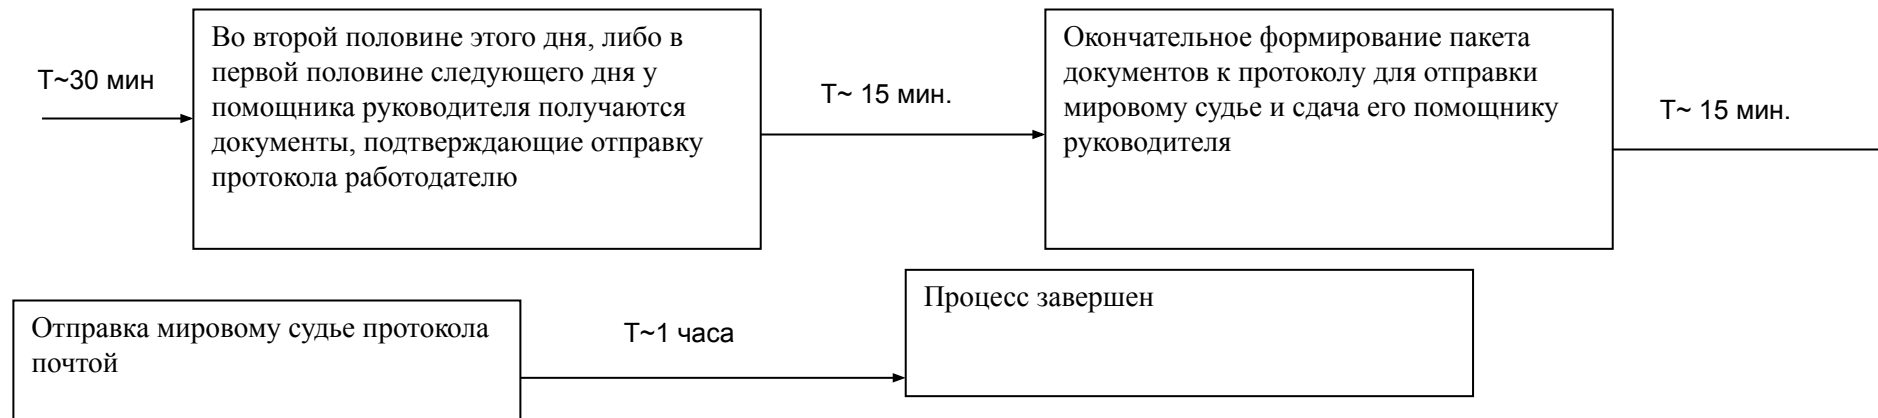 Т~30 мин
Во второй половине этого дня, либо в
первой половине следующего дня у
помощника руководителя получаются
документы, подтверждающие отправку
протокола работодателю
Т~ 15 мин.
Окончательное формирование пакета
документов к протоколу для отправки
мировому судье и сдача его помощнику
руководителя
Т~ 15 мин.
Отправка мировому судье протокола
почтой
Т~1 часа
Процесс завершен